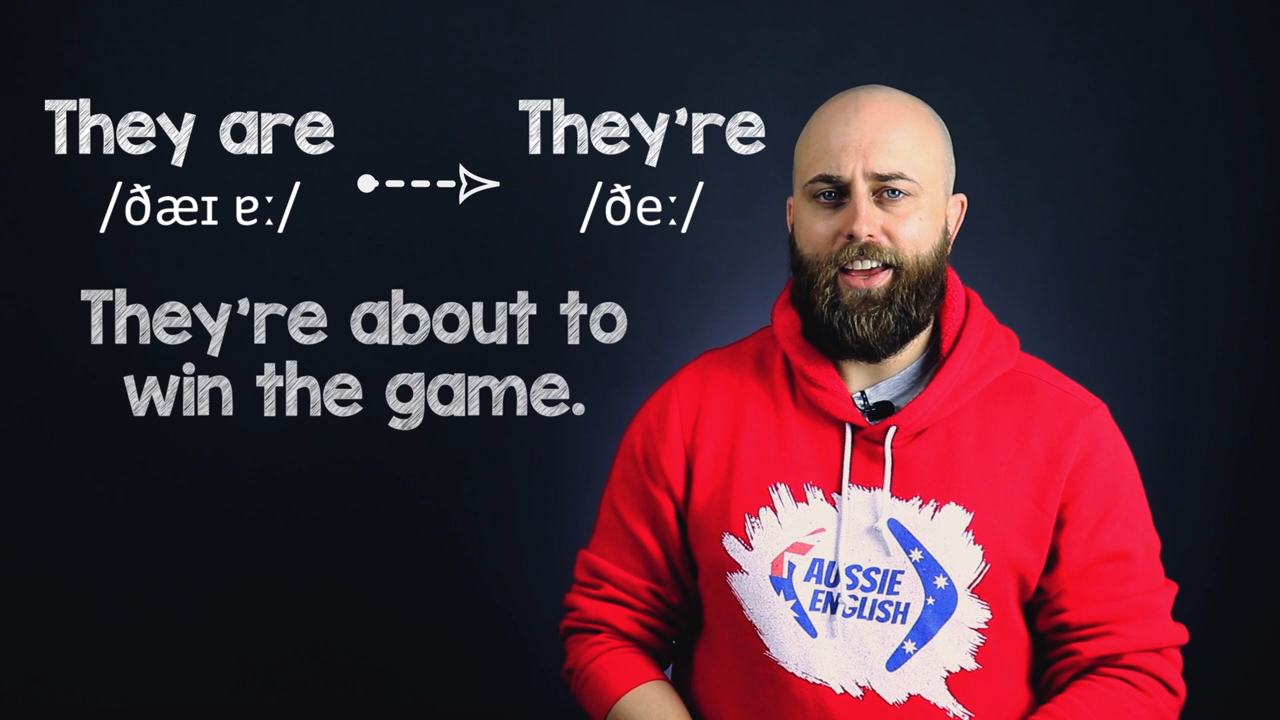 They are
/ðæɪ ɐː/
They're
/ðeː/
They're about to
win the game.
AUSSIE
ENGLISH